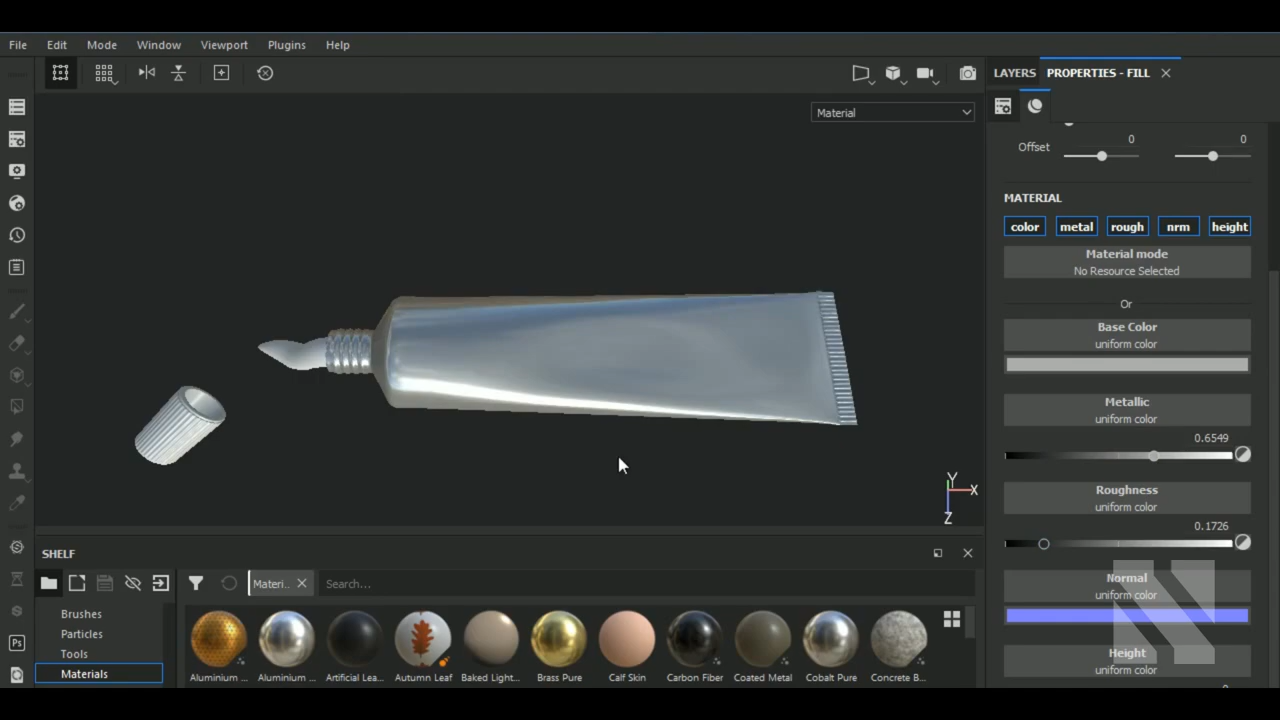 File Edit Mode Window Viewport Plugins Help
LAYERS PROPERTIES - FILL
Material
Offset 0 0
MATERIAL
color metal rough nrm height
Material mode
No Resource Selected
Or
Base Color
uniform color
Metallic
uniform color
0.6549
Roughness
uniform color
0.1726
Normal
uniform color
Height
uniform color
Y
X
Z
SHELF
Materi.. Search...
Brushes
Particles
Tools
Materials
Ps
Aluminium ... Aluminium ... Artificial Lea... Autumn Leaf Baked Light... Brass Pure Calf Skin Carbon Fiber Coated Metal Cobalt Pure Concrete B...